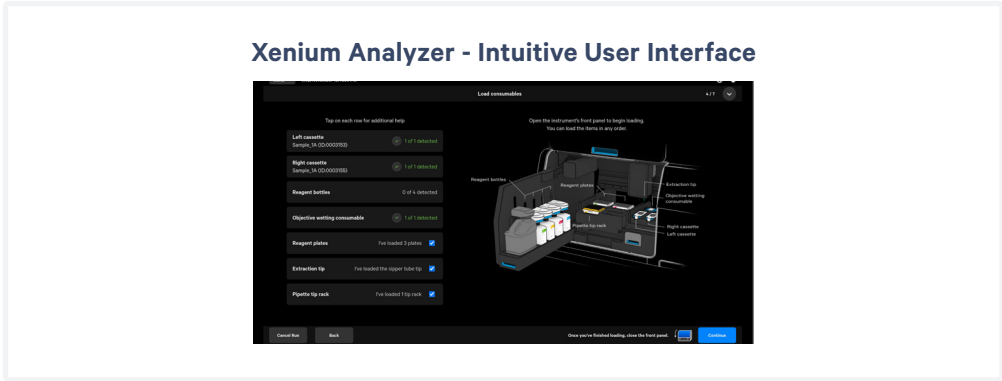 Xenium Analyzer - Intuitive User Interface
Load consumables
4 / 7
Tap on each row for additional help
Left cassette
Sample_1A (ID:0003153)
1 of 1 detected
Right cassette
Sample_1A (ID:0003155)
1 of 1 detected
Reagent bottles
0 of 4 detected
Objective wetting consumable
1 of 1 detected
Reagent plates
I've loaded 3 plates
Extraction tip
I've loaded the sipper tube tip
Pipette tip rack
I've loaded 1 tip rack
Open the instrument's front panel to begin loading.
You can load the items in any order.
Reagent bottles
Reagent plates
Extraction tip
Objective wetting
consumable
Pipette tip rack
Right cassette
Left cassette
Cancel Run
Back
Once you've finished loading, close the front panel.
Continue